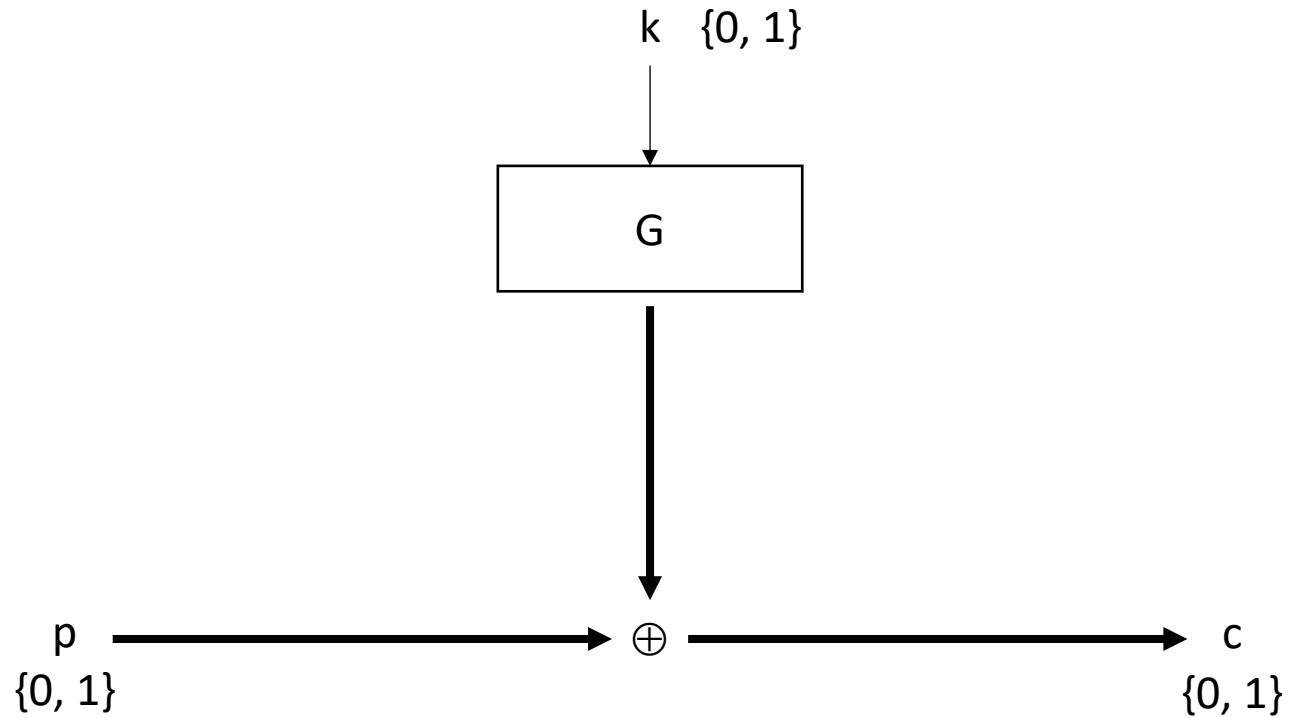 k {0, 1}
G
p ⊕ c
{0, 1} {0, 1}